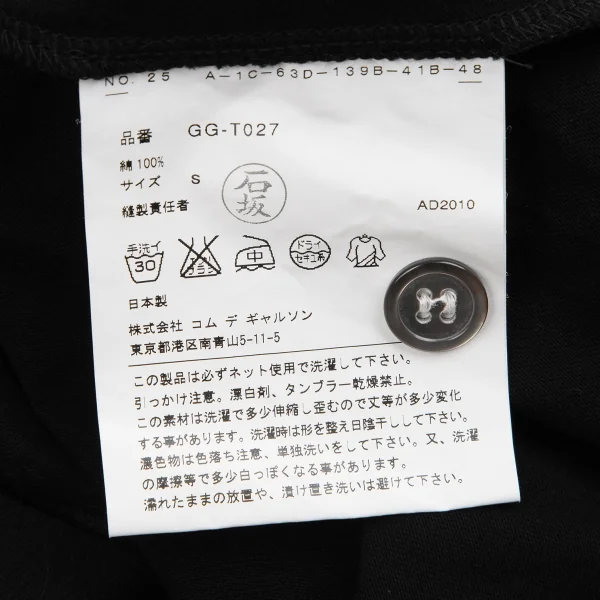 NO. 25 A-1C-63D-139B-41B-48
品番 GG-T027
綿100%
サイズ S
石坂
縫製責任者 AD2010
手洗イ
30
エンソサラシ
中
ドライ
セキユ系
日本製
株式会社 コム デ ギャルソン
東京都港区南青山5-11-5
この製品は必ずネット使用で洗濯して下さい。
引っかけ注意。漂白剤、タンブラー乾燥禁止。
この素材は洗濯で多少伸縮し歪むので丈等が多少変化
する事があります。洗濯時は形を整え日陰干しして下さい。
濃色物は色落ち注意、単独洗いをして下さい。又、洗濯
の摩擦等で多少白っぽくなる事があります。
濡れたままの放置や、漬け置き洗いは避けて下さい。